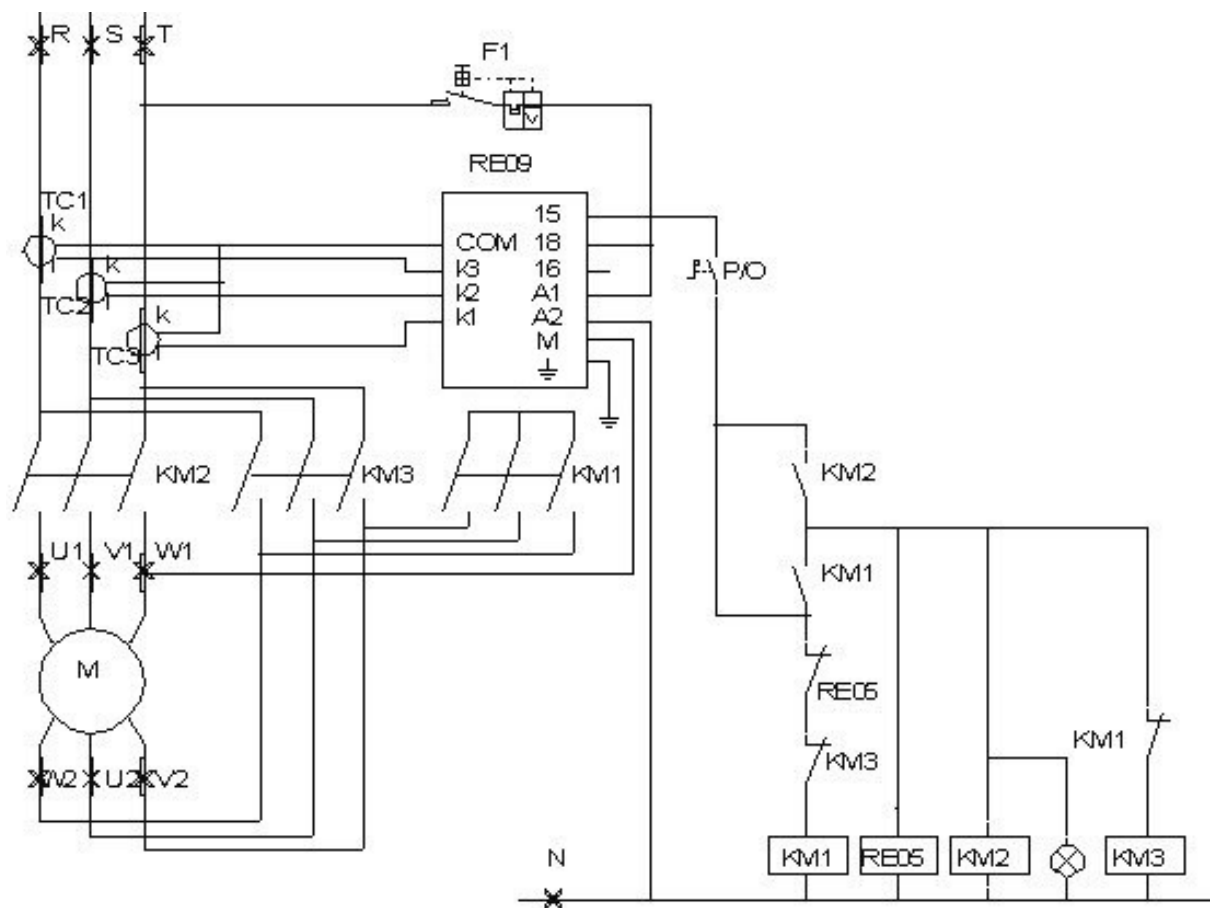 R S T
F1
V
RE09
TC1
k
l
COM
k3
k2
k1
15
18
16
A1
A2
M
k
l
TC2
k
l
TC3
P/O
KM2
KM3
KM1
KM2
U1 V1 W1
KM1
M
RE05
KM1
KM3
W2 U2 V2
N
KM1
RE05
KM2
KM3